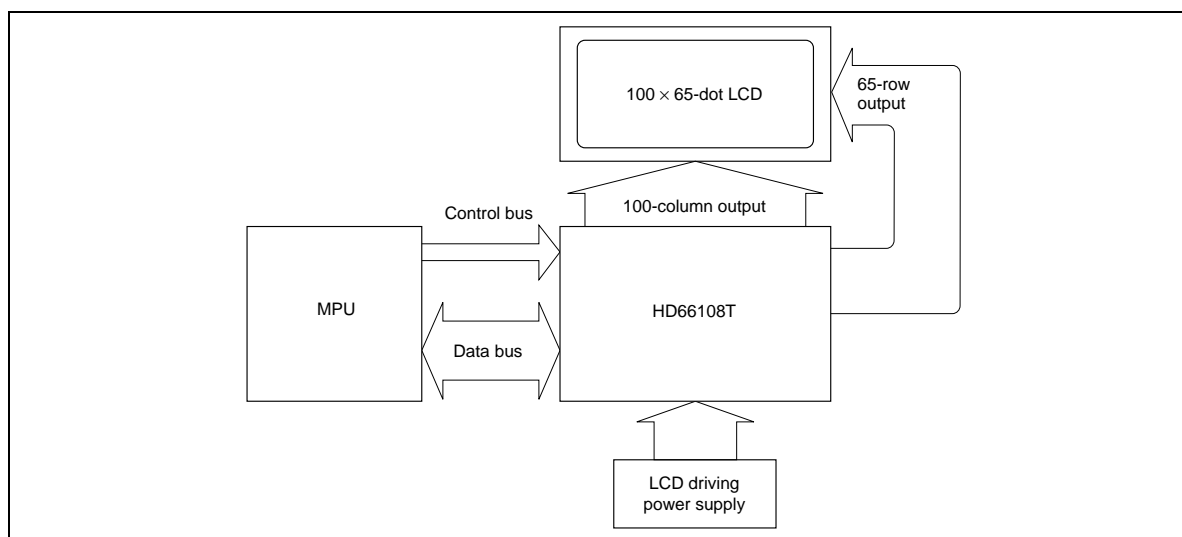 100 × 65-dot LCD
65-row
output
100-column output
Control bus
MPU
HD66108T
Data bus
LCD driving
power supply